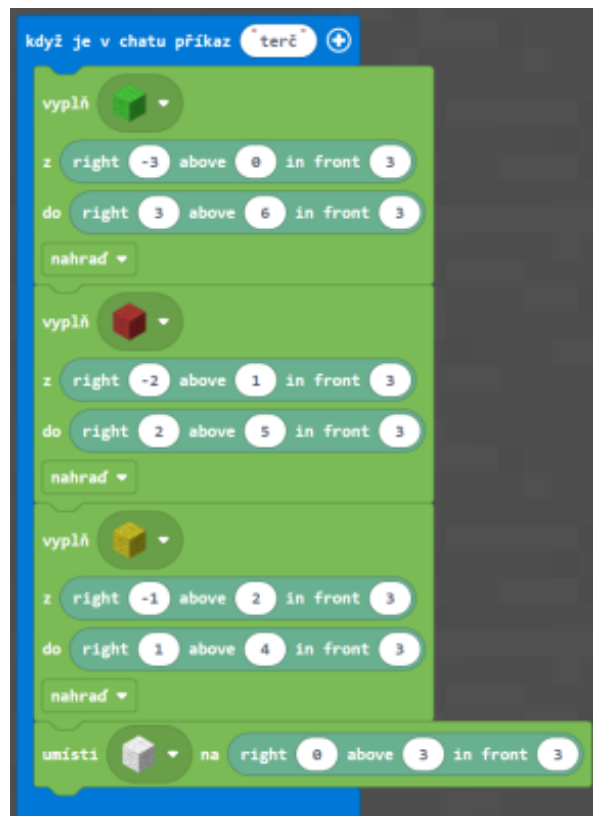 když je v chatu příkaz "terč"
vyplň
z right -3 above 0 in front 3
do right 3 above 6 in front 3
nahraď
vyplň
z right -2 above 1 in front 3
do right 2 above 5 in front 3
nahraď
vyplň
z right -1 above 2 in front 3
do right 1 above 4 in front 3
nahraď
umísti na right 0 above 3 in front 3